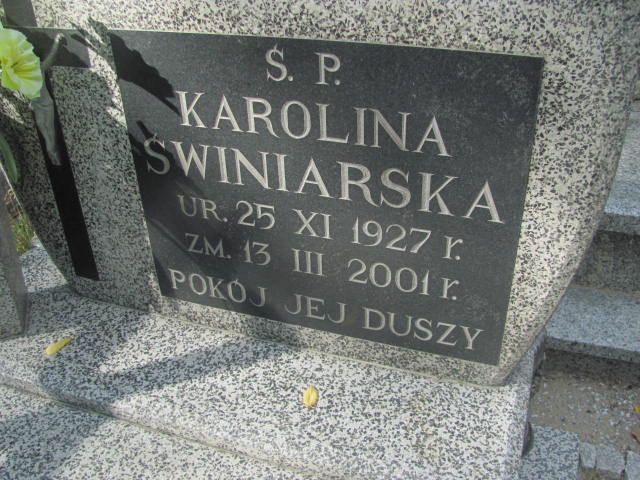 Ś. P.
KAROLINA
ŚWINIARSKA
UR. 25 XI 1927 r.
ZM. 13 III 2001 r.
POKÓJ JEJ DUSZY